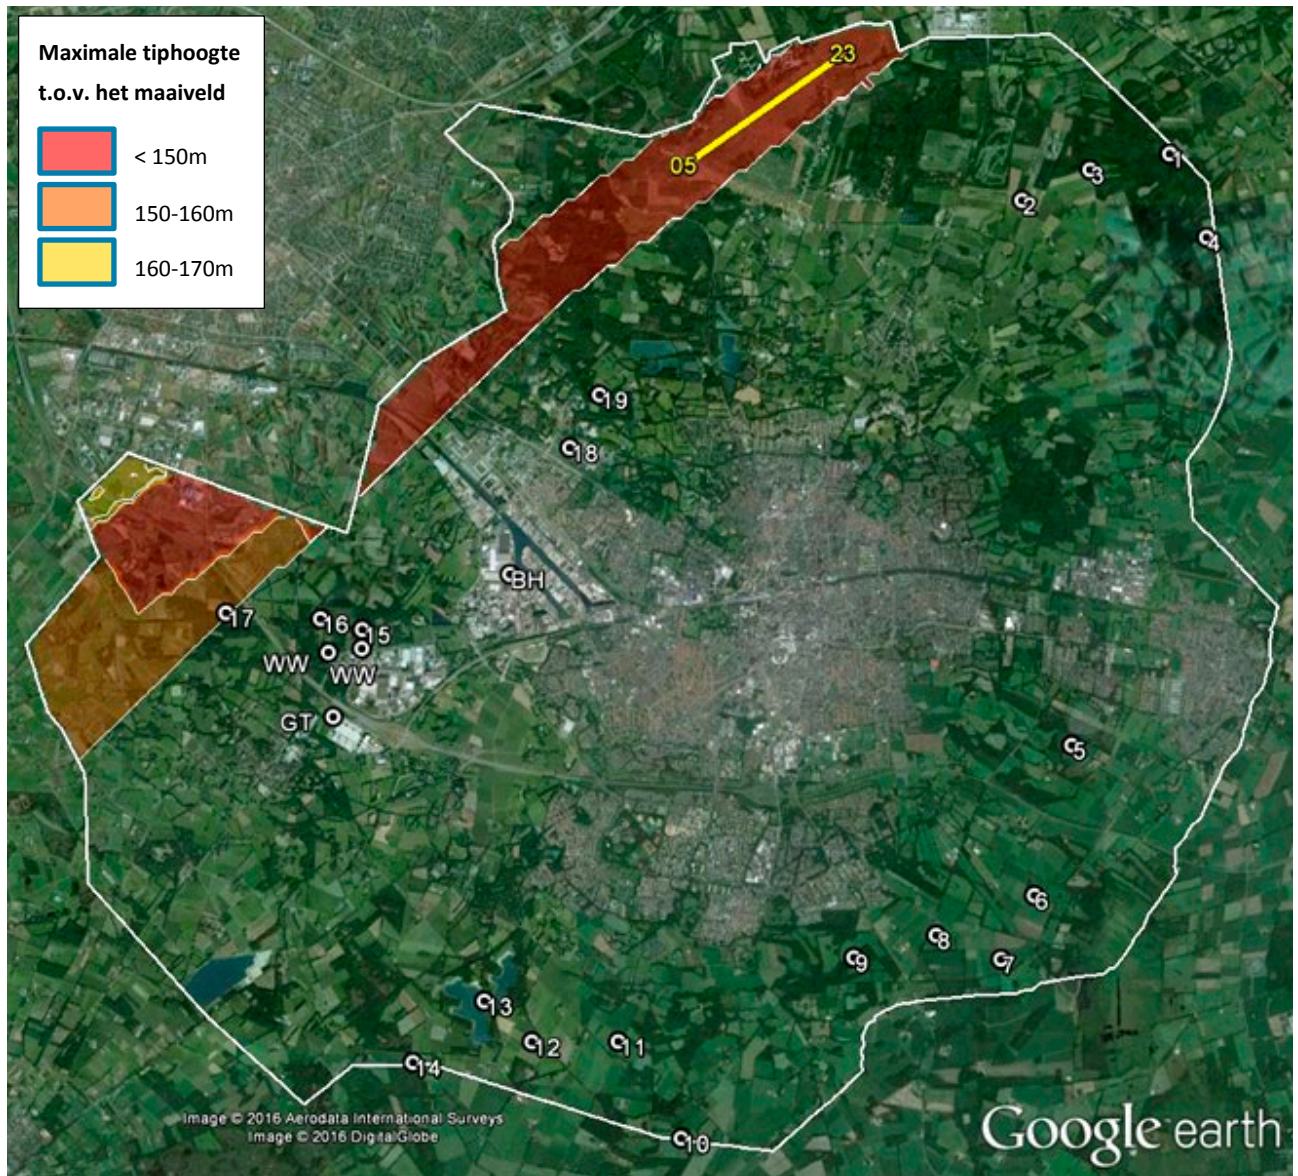 Maximale tiphoogte
t.o.v. het maaiveld
< 150m
150-160m
160-170m
23
05
1
3
2
4
19
18
BH
17
16
15
WW
WW
GT
5
6
8
9
7
13
12
11
14
10
Image © 2016 Aerodata International Surveys
Image © 2016 DigitalGlobe
Google earth